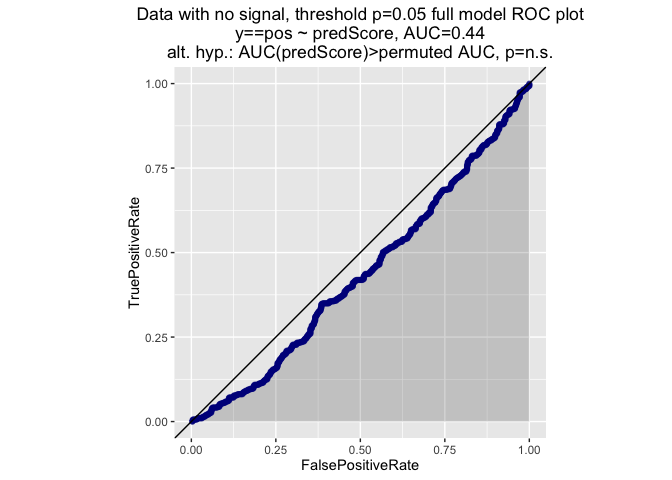 Data with no signal, threshold p=0.05 full model ROC plot
y==pos ~ predScore, AUC=0.44
alt. hyp.: AUC(predScore)>permuted AUC, p=n.s.
1.00
0.75
0.50
0.25
0.00
TruePositiveRate
0.00 0.25 0.50 0.75 1.00
FalsePositiveRate